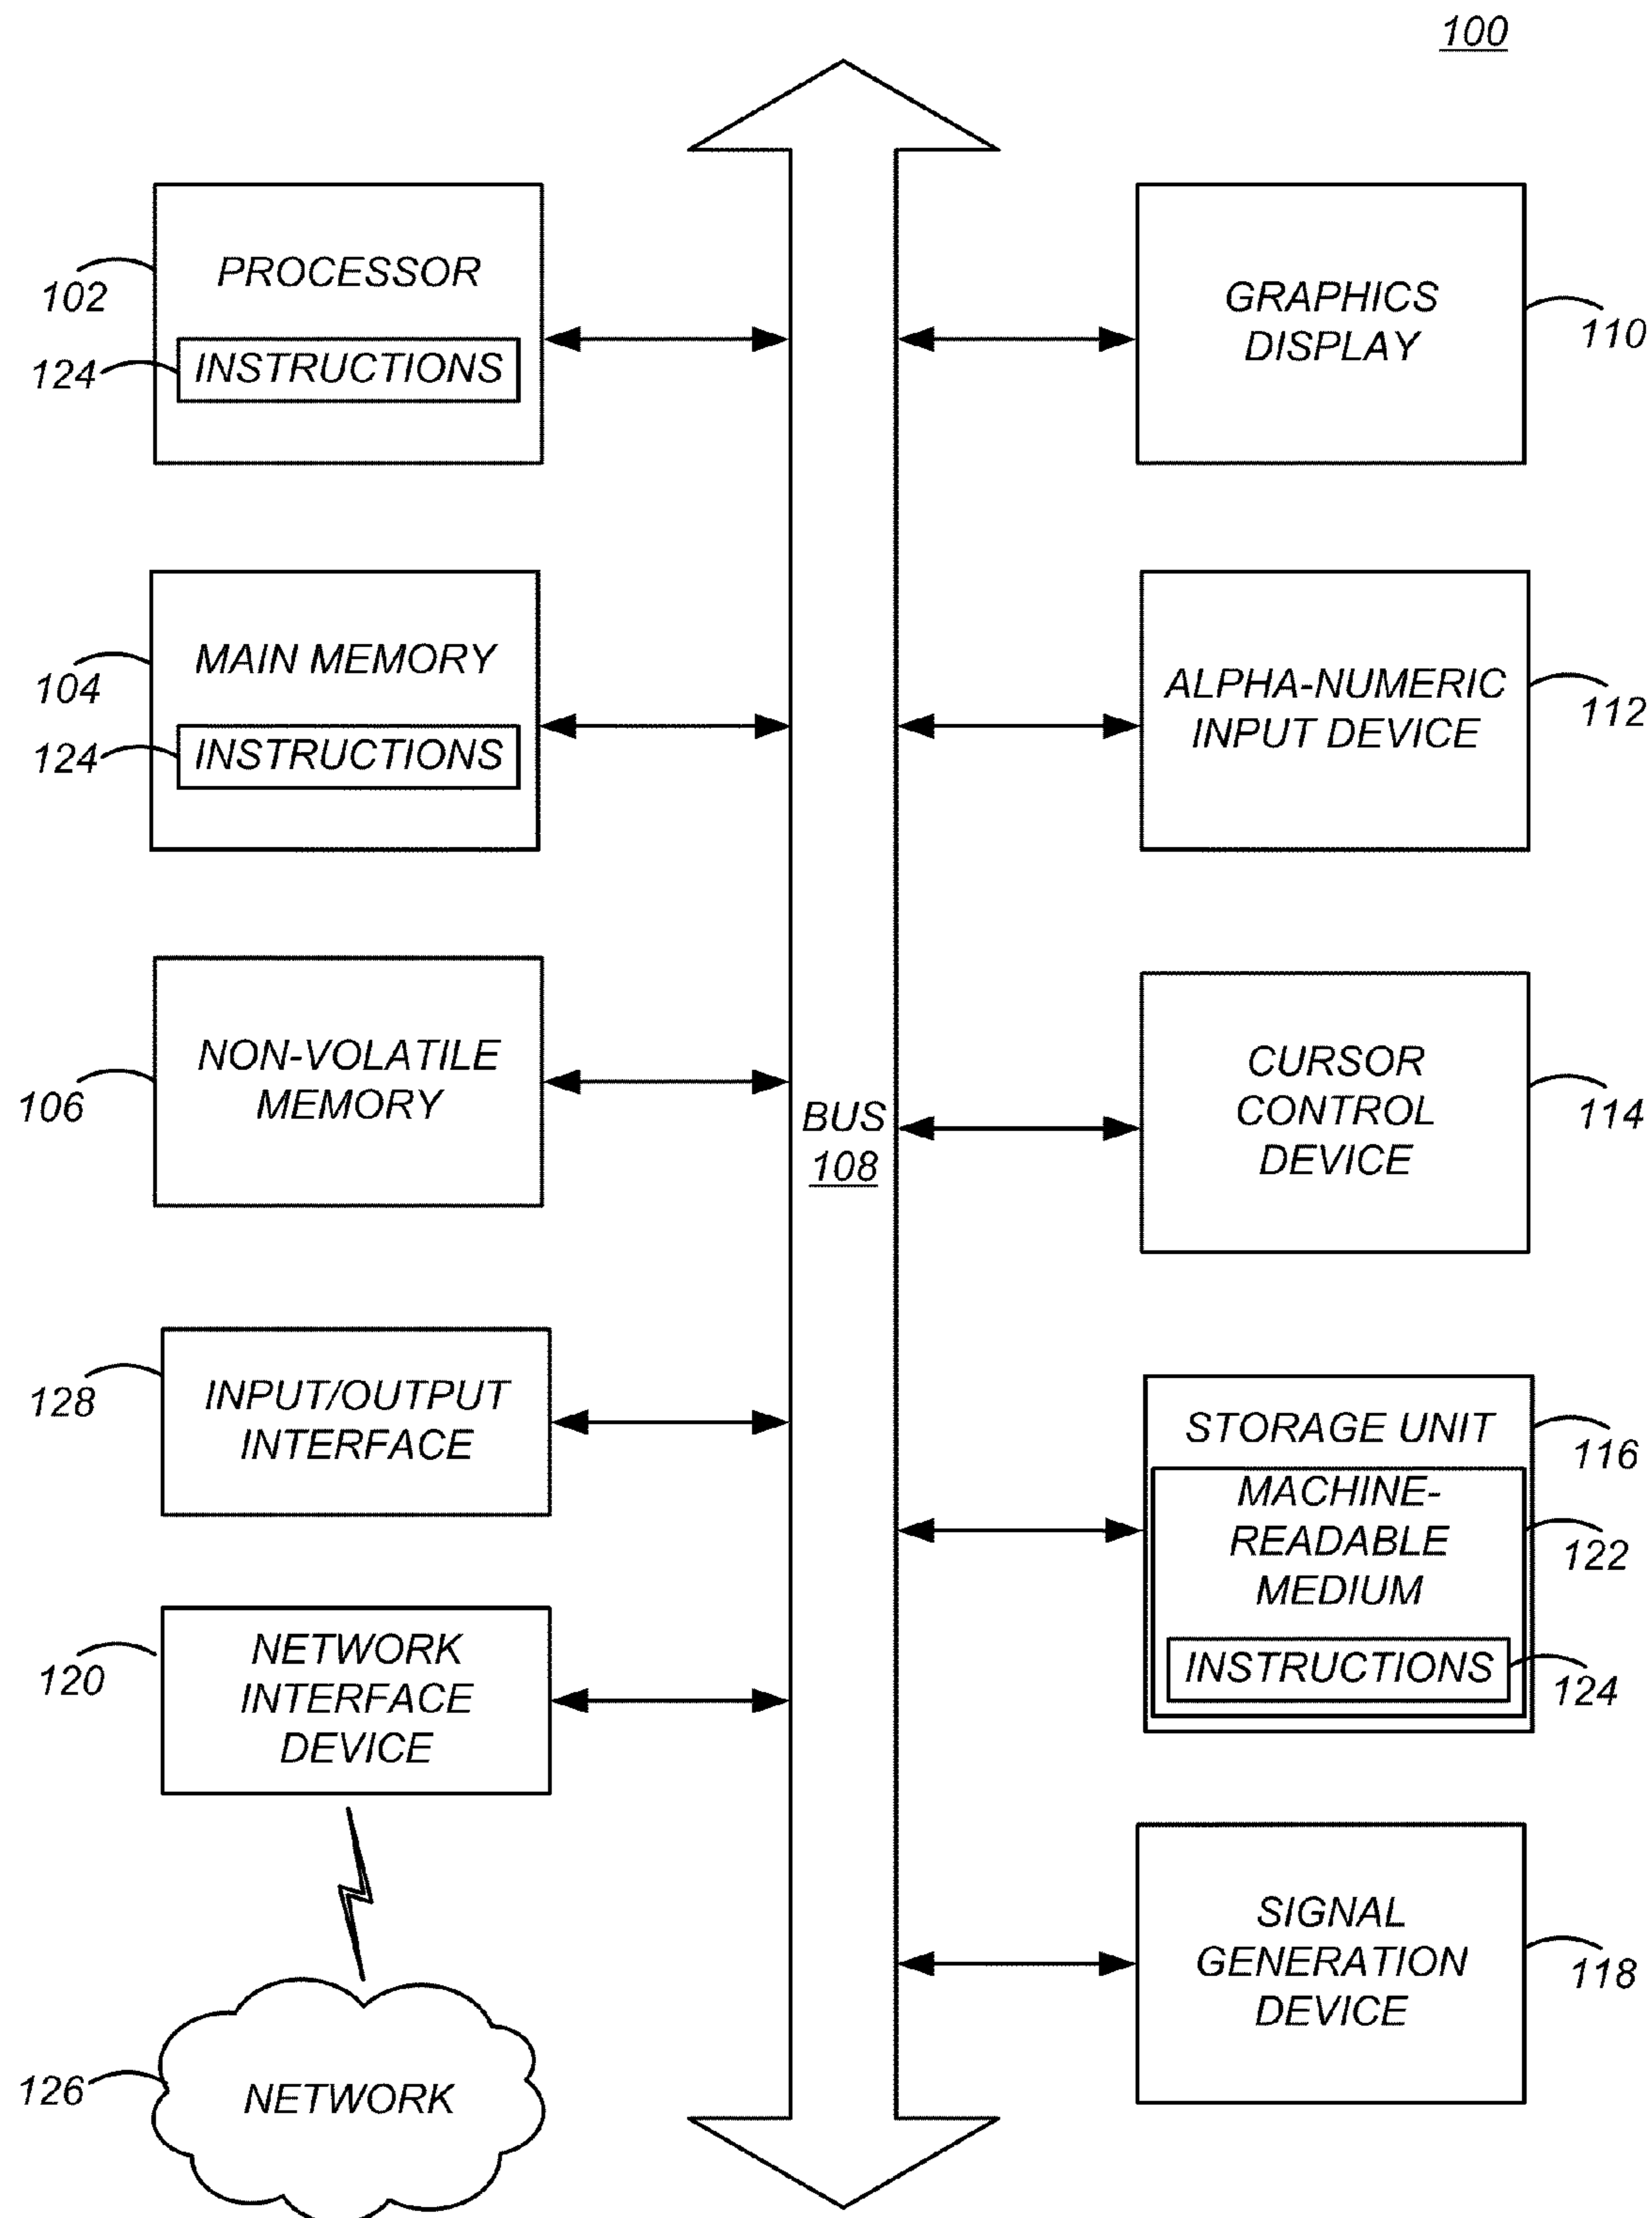 100
PROCESSOR
102
INSTRUCTIONS
124
MAIN MEMORY
104
INSTRUCTIONS
124
NON-VOLATILE
MEMORY
106
INPUT/OUTPUT
INTERFACE
128
NETWORK
INTERFACE
DEVICE
120
NETWORK
126
BUS
108
GRAPHICS
DISPLAY
110
ALPHA-NUMERIC
INPUT DEVICE
112
CURSOR
CONTROL
DEVICE
114
STORAGE UNIT
116
MACHINE-
READABLE
MEDIUM
122
INSTRUCTIONS
124
SIGNAL
GENERATION
DEVICE
118